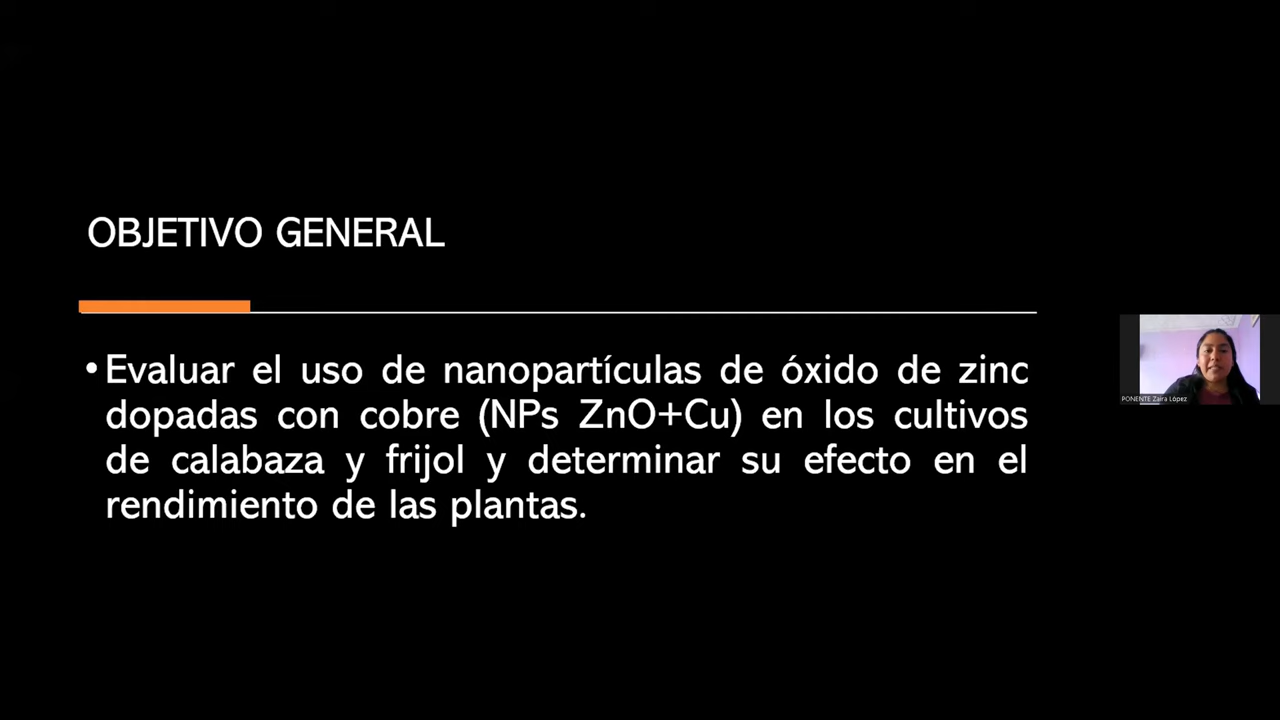 OBJETIVO GENERAL
•Evaluar el uso de nanopartículas de óxido de zinc
dopadas con cobre (NPs ZnO+Cu) en los cultivos
de calabaza y frijol y determinar su efecto en el
rendimiento de las plantas.
PONENTE Zaira López